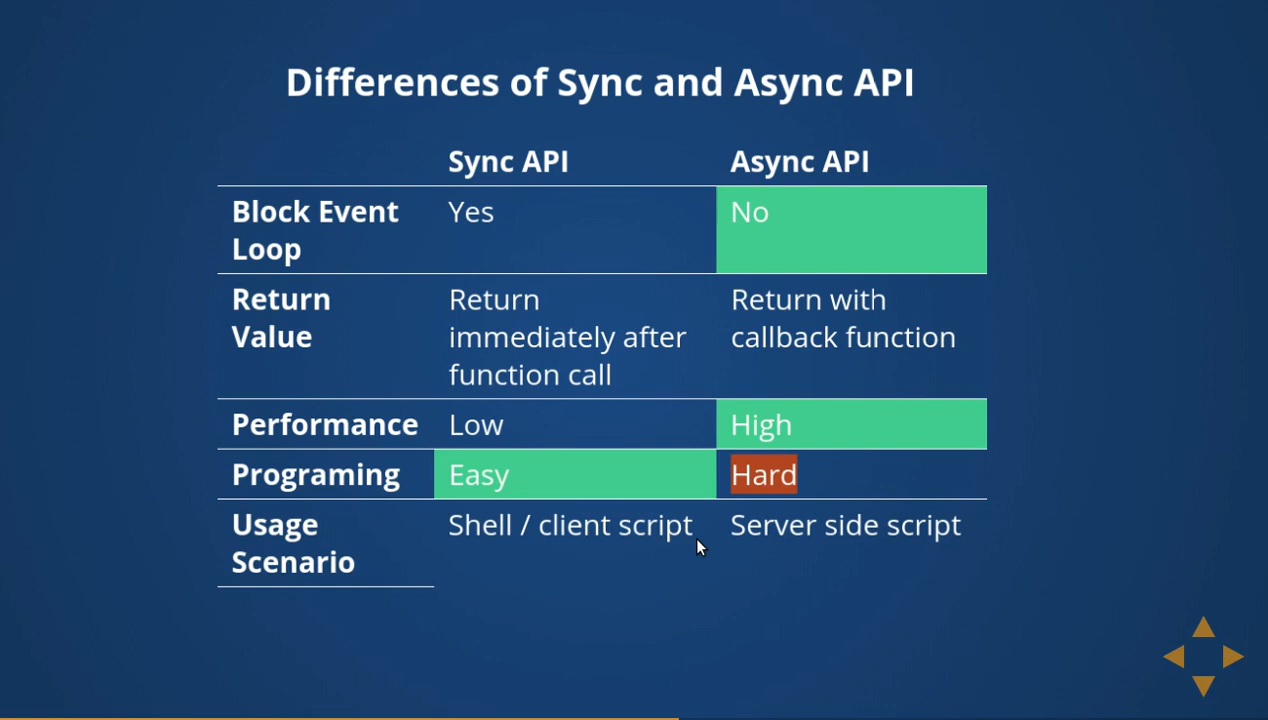 Differences of Sync and Async API
Sync API Async API
Block Event Loop Yes No
Return Value Return immediately after function call Return with callback function
Performance Low High
Programing Easy Hard
Usage Scenario Shell / client script Server side script